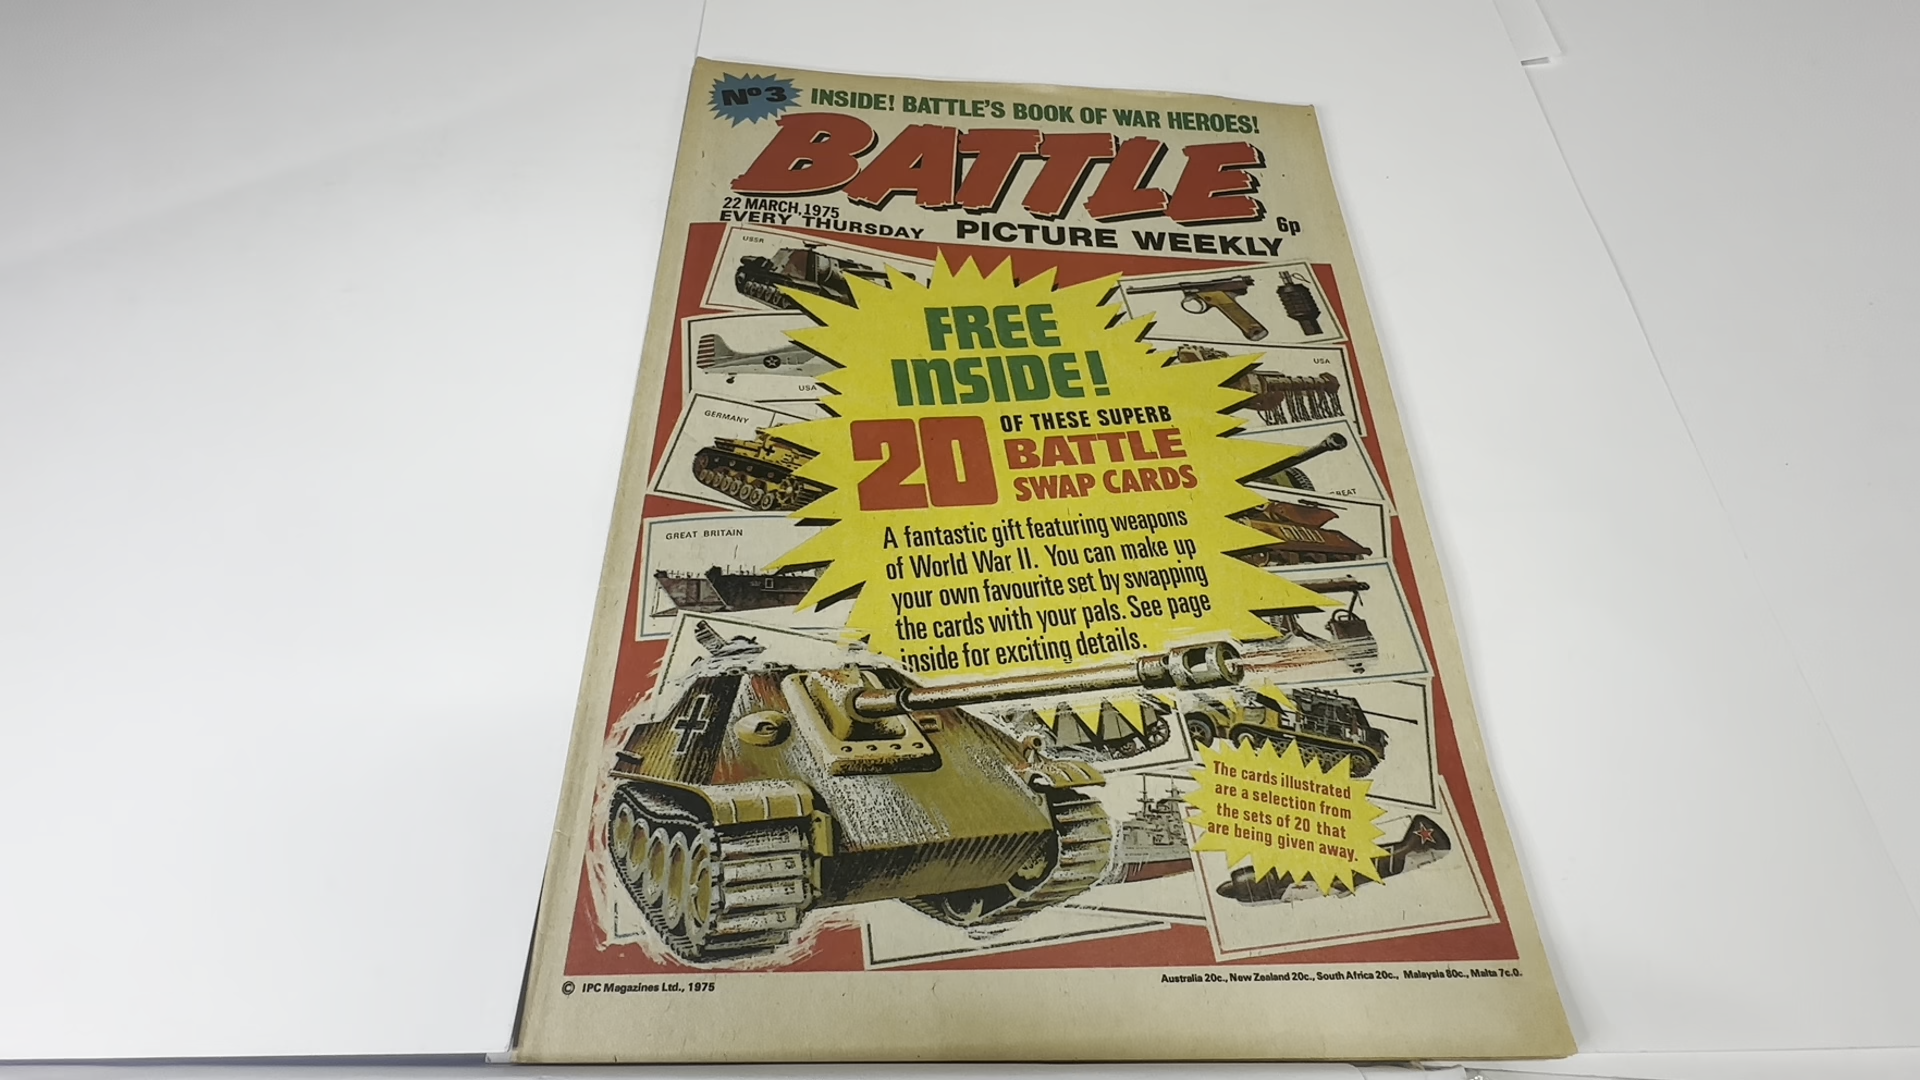 Nº3
INSIDE! BATTLE'S BOOK OF WAR HEROES!
BATTLE
22 MARCH, 1975
EVERY THURSDAY
PICTURE WEEKLY
6p
USSR
USA
GERMANY
GREAT BRITAIN
USA
FREE
INSIDE!
20
OF THESE SUPERB
BATTLE
SWAP CARDS
A fantastic gift featuring weapons
of World War II. You can make up
your own favourite set by swapping
the cards with your pals. See page
inside for exciting details.
The cards illustrated
are a selection from
the sets of 20 that
are being given away.
© IPC Magazines Ltd., 1975
Australia 20c., New Zealand 20c., South Africa 20c., Malaysia 80c., Malta 7c.0.